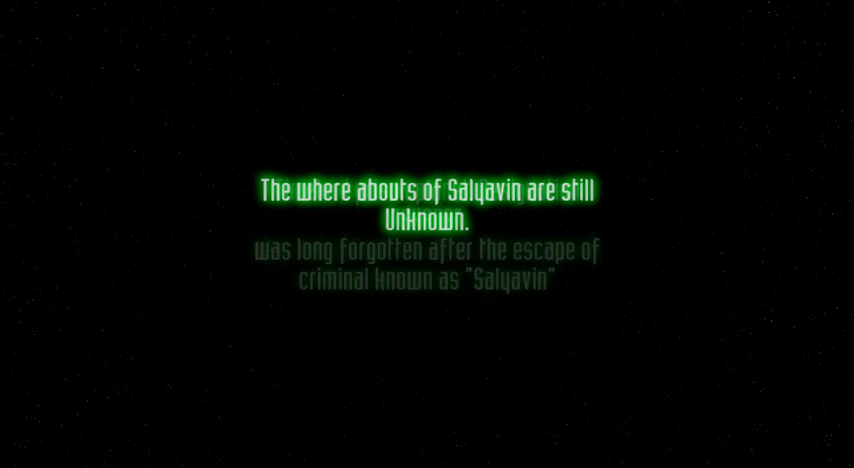 The where abouts of Salyavin are still
Unknown.
was long forgotten after the escape of
criminal known as "Salyavin"